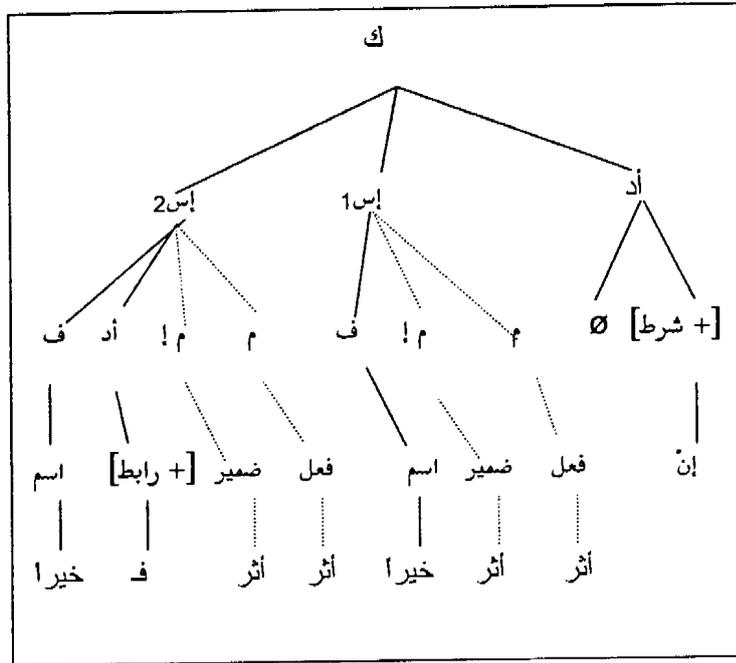 ك
أد إس1 إس2
[+ شرط] Ø م م ! ف م م ! أد ف
إنْ فعل ضمير اسم فعل ضمير [+ رابط] اسم
أثر أثر خيرا أثر أثر فـ خيرا